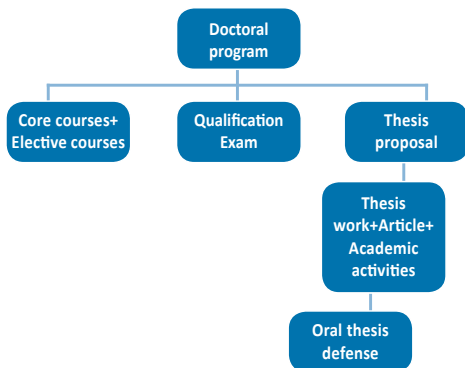 Doctoral
program
Core courses+
Elective courses
Qualification
Exam
Thesis
proposal
Thesis
work+Article+
Academic
activities
Oral thesis
defense